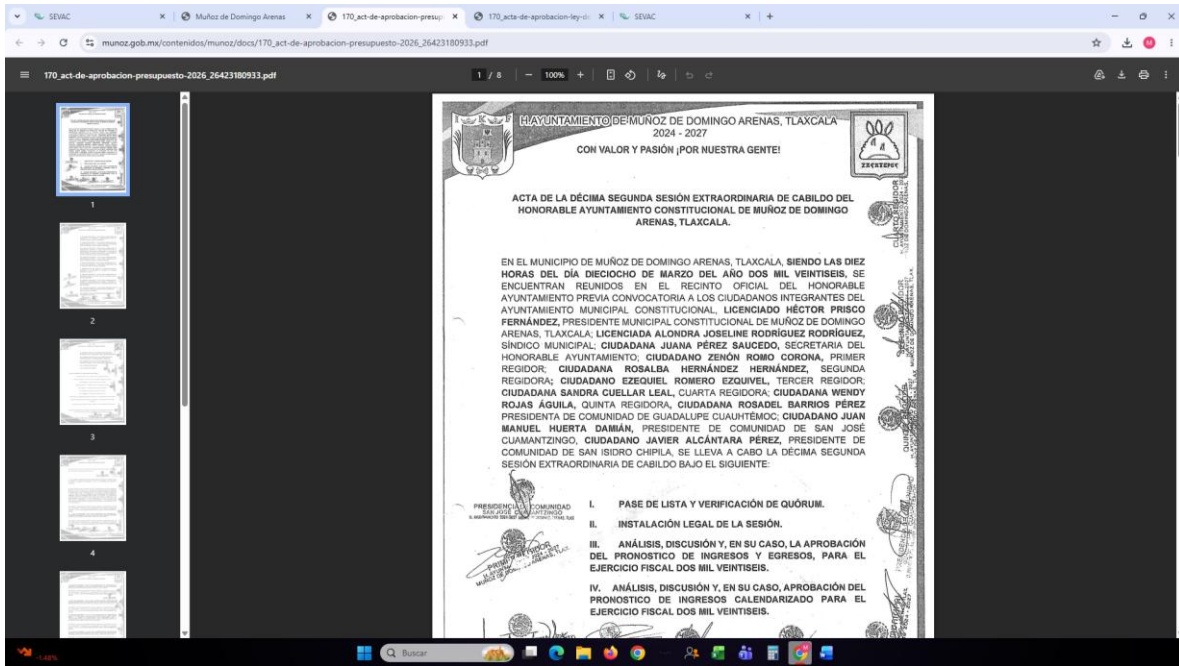 SEVAC
Muñoz de Domingo Arenas
170_act-de-aprobacion-presup
170_acta-de-aprobacion-ley-d
SEVAC
munoz.gob.mx/contenidos/munoz/docs/170_act-de-aprobacion-presupuesto-2026_26423180933.pdf
170_act-de-aprobacion-presupuesto-2026_26423180933.pdf
1 / 8
100%
1
2
3
4
H. AYUNTAMIENTO DE MUÑOZ DE DOMINGO ARENAS, TLAXCALA
2024 - 2027
CON VALOR Y PASIÓN ¡POR NUESTRA GENTE!
ZACATEPEC
ACTA DE LA DÉCIMA SEGUNDA SESIÓN EXTRAORDINARIA DE CABILDO DEL
HONORABLE AYUNTAMIENTO CONSTITUCIONAL DE MUÑOZ DE DOMINGO
ARENAS, TLAXCALA.
EN EL MUNICIPIO DE MUÑOZ DE DOMINGO ARENAS, TLAXCALA, SIENDO LAS DIEZ
HORAS DEL DÍA DIECIOCHO DE MARZO DEL AÑO DOS MIL VEINTISEIS, SE
ENCUENTRAN REUNIDOS EN EL RECINTO OFICIAL DEL HONORABLE
AYUNTAMIENTO PREVIA CONVOCATORIA A LOS CIUDADANOS INTEGRANTES DEL
AYUNTAMIENTO MUNICIPAL CONSTITUCIONAL, LICENCIADO HÉCTOR PRISCO
FERNÁNDEZ, PRESIDENTE MUNICIPAL CONSTITUCIONAL DE MUÑOZ DE DOMINGO
ARENAS, TLAXCALA; LICENCIADA ALONDRA JOSELINE RODRÍGUEZ RODRÍGUEZ,
SÍNDICO MUNICIPAL; CIUDADANA JUANA PÉREZ SAUCEDO, SECRETARIA DEL
HONORABLE AYUNTAMIENTO; CIUDADANO ZENÓN ROMO CORONA, PRIMER
REGIDOR; CIUDADANA ROSALBA HERNÁNDEZ HERNÁNDEZ, SEGUNDA
REGIDORA; CIUDADANO EZEQUIEL ROMERO EZQUIVEL, TERCER REGIDOR;
CIUDADANA SANDRA CUELLAR LEAL, CUARTA REGIDORA; CIUDADANA WENDY
ROJAS ÁGUILA, QUINTA REGIDORA, CIUDADANA ROSADEL BARRIOS PÉREZ
PRESIDENTA DE COMUNIDAD DE GUADALUPE CUAUHTÉMOC; CIUDADANO JUAN
MANUEL HUERTA DAMIÁN, PRESIDENTE DE COMUNIDAD DE SAN JOSÉ
CUAMANTZINGO, CIUDADANO JAVIER ALCÁNTARA PÉREZ, PRESIDENTE DE
COMUNIDAD DE SAN ISIDRO CHIPILA, SE LLEVA A CABO LA DÉCIMA SEGUNDA
SESIÓN EXTRAORDINARIA DE CABILDO BAJO EL SIGUIENTE:
I. PASE DE LISTA Y VERIFICACIÓN DE QUÓRUM.
II. INSTALACIÓN LEGAL DE LA SESIÓN.
III. ANÁLISIS, DISCUSIÓN Y, EN SU CASO, LA APROBACIÓN
DEL PRONOSTICO DE INGRESOS Y EGRESOS, PARA EL
EJERCICIO FISCAL DOS MIL VEINTISEIS.
IV. ANÁLISIS, DISCUSIÓN Y, EN SU CASO, APROBACIÓN DEL
PRONOSTICO DE INGRESOS CALENDARIZADO PARA EL
EJERCICIO FISCAL DOS MIL VEINTISEIS.
PRESIDENCIA DE COMUNIDAD
PRIMER REGIDOR
CUARTO REGIDOR
-1.48%
Buscar